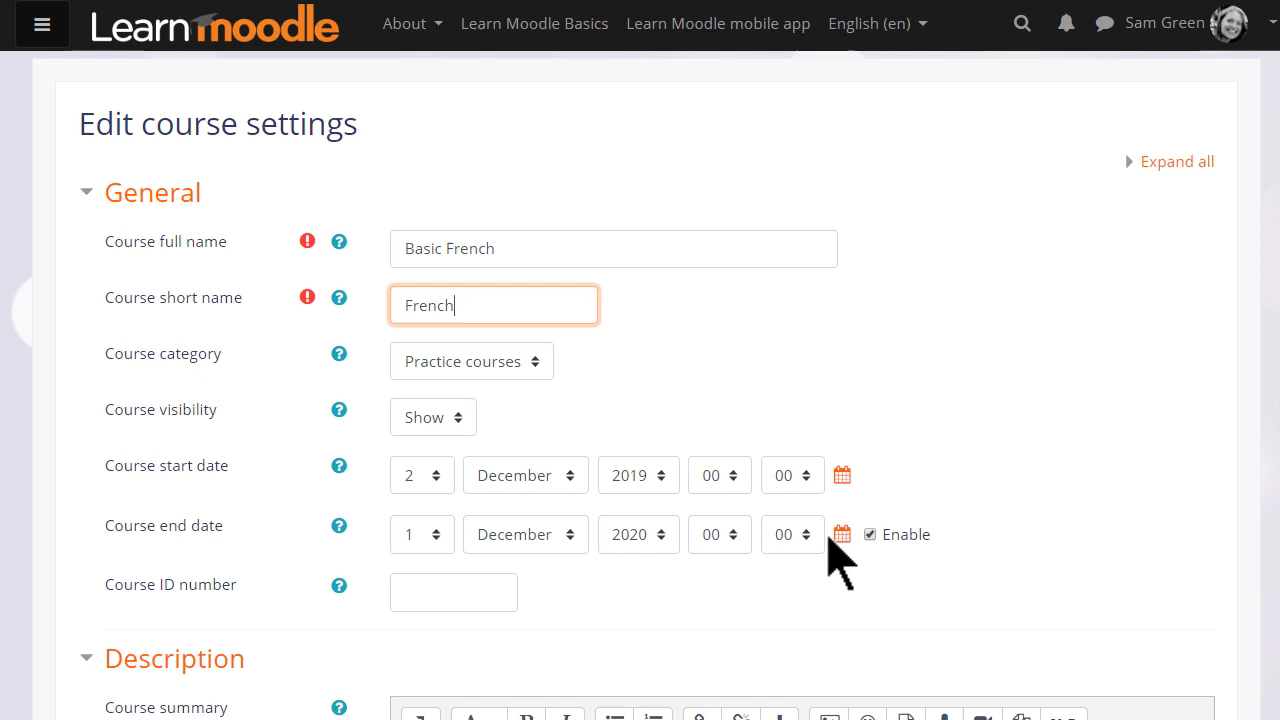 Learn moodle About Learn Moodle Basics Learn Moodle mobile app English (en) Sam Green
Edit course settings
Expand all
General
Course full name Basic French
Course short name French
Course category Practice courses
Course visibility Show
Course start date 2 December 2019 00 00
Course end date 1 December 2020 00 00 Enable
Course ID number
Description
Course summary